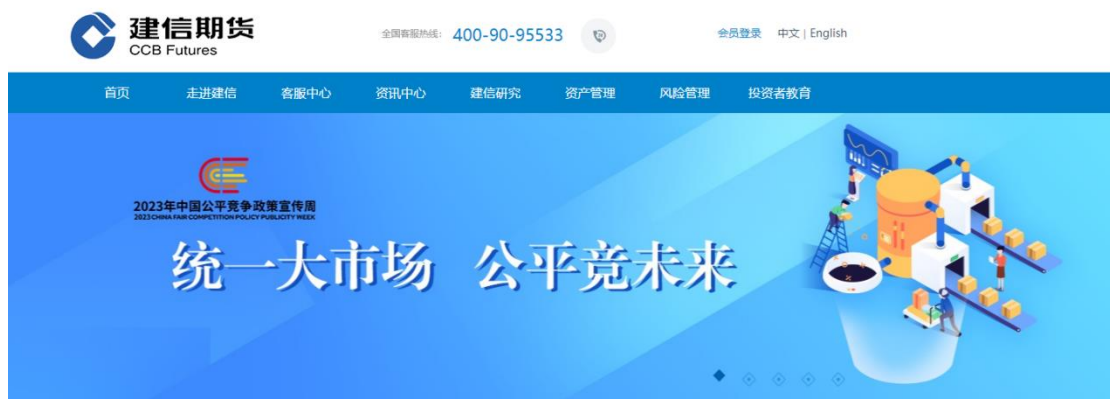 建信期货
CCB Futures
全国客服热线: 400-90-95533
会员登录 中文 | English
首页 走进建信 客服中心 资讯中心 建信研究 资产管理 风险管理 投资者教育
2023年中国公平竞争政策宣传周
2023 CHINA FAIR COMPETITION POLICY PUBLICITY WEEK
统一大市场 公平竞未来